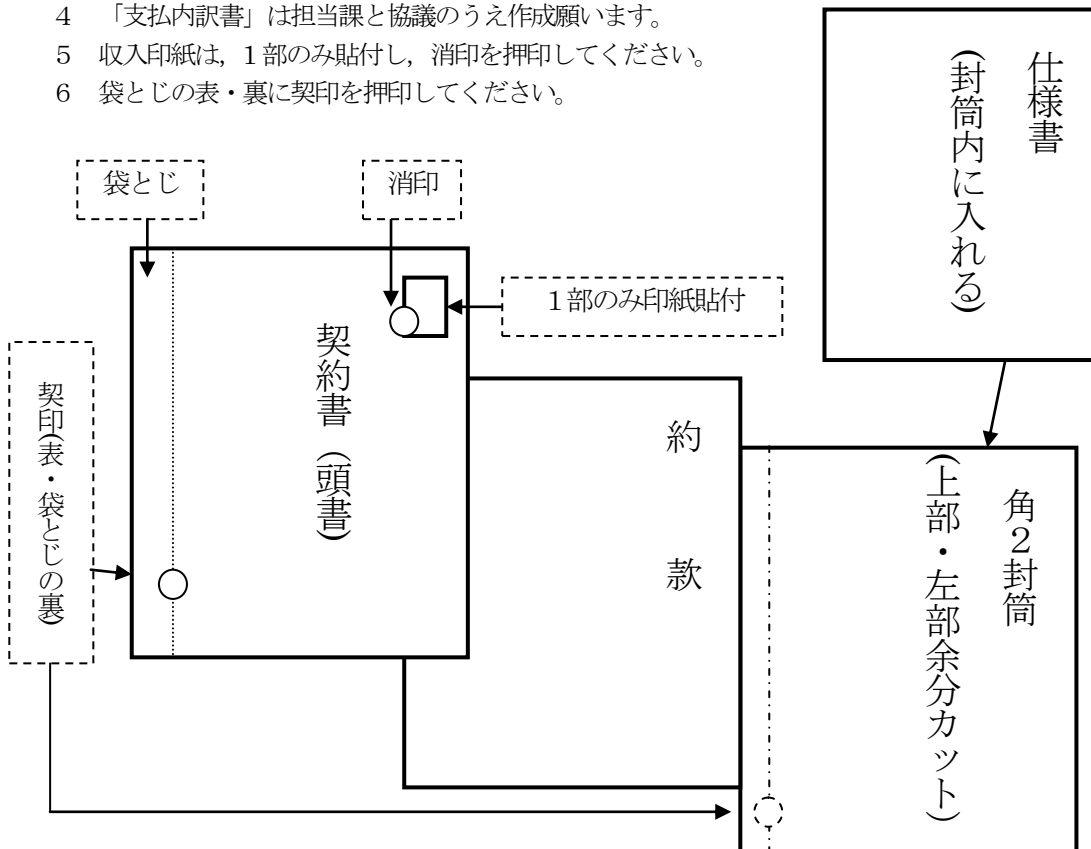 4 「支払内訳書」は担当課と協議のうえ作成願います。
5 収入印紙は，１部のみ貼付し，消印を押印してください。
6 袋とじの表・裏に契印を押印してください。
仕様書
(封筒内に入れる)
袋とじ
消印
１部のみ印紙貼付
契約書（頭書）
契印(表・袋とじの裏)
約款
角２封筒
(上部・左部余分カット)